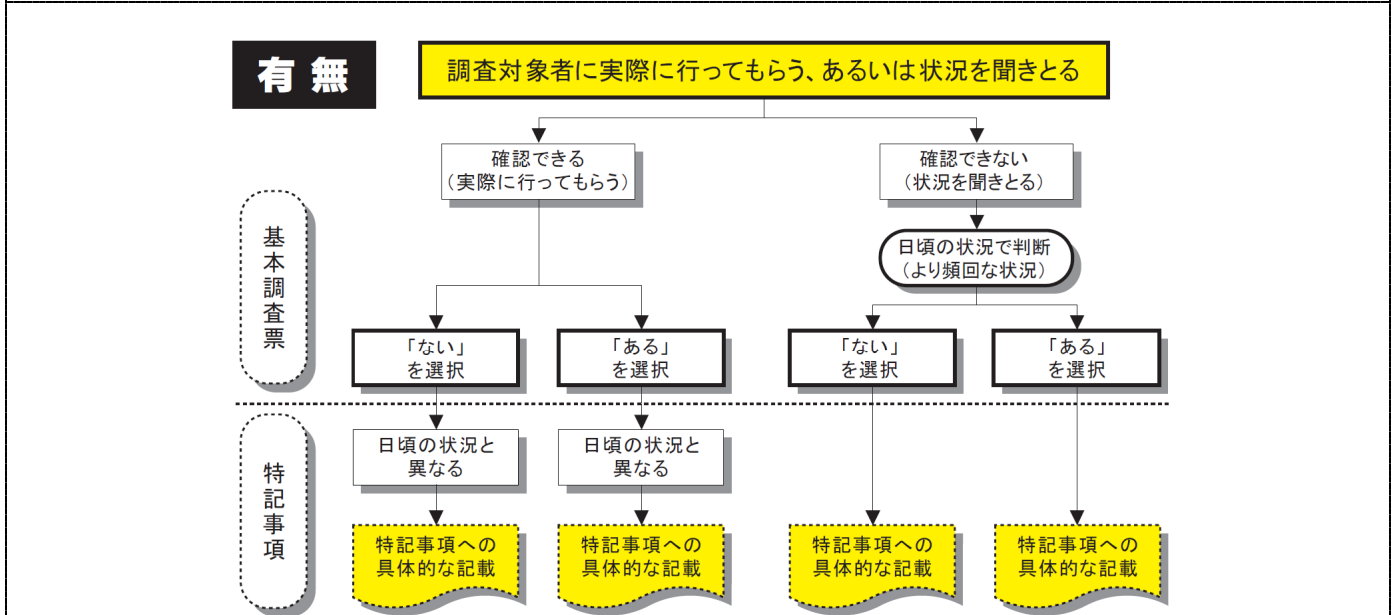 有無
調査対象者に実際に行ってもらう、あるいは状況を聞きとる
確認できる
（実際に行ってもらう）
確認できない
（状況を聞きとる）
基本調査票
日頃の状況で判断
（より頻回な状況）
「ない」
を選択
「ある」
を選択
「ない」
を選択
「ある」
を選択
特記事項
日頃の状況と
異なる
日頃の状況と
異なる
特記事項への
具体的な記載
特記事項への
具体的な記載
特記事項への
具体的な記載
特記事項への
具体的な記載